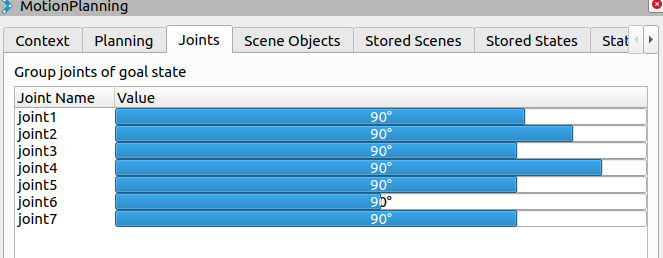 MotionPlanning
Context Planning Joints Scene Objects Stored Scenes Stored States
Group joints of goal state
Joint Name Value
joint1 90°
joint2 90°
joint3 90°
joint4 90°
joint5 90°
joint6 90°
joint7 90°